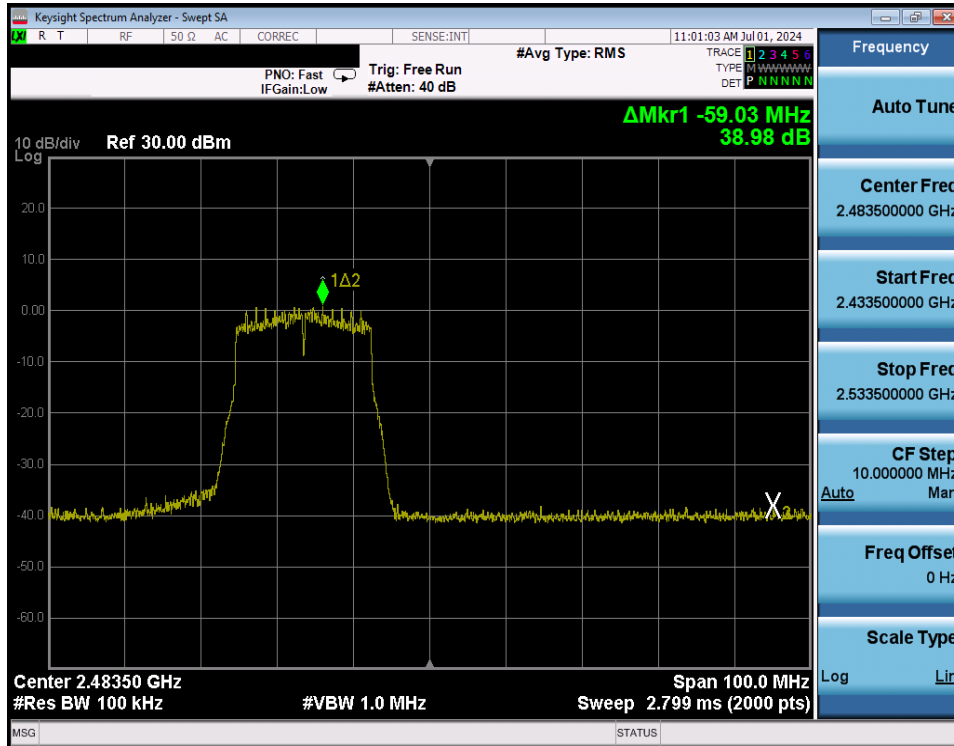 Keysight Spectrum Analyzer - Swept SA
LXI R T RF 50 Ω AC CORREC SENSE:INT 11:01:03 AM Jul 01, 2024
#Avg Type: RMS
TRACE 1 2 3 4 5 6
TYPE M WWWWW
DET P N N N N N
PNO: Fast
IFGain:Low
Trig: Free Run
#Atten: 40 dB
ΔMkr1 -59.03 MHz
38.98 dB
10 dB/div
Log
Ref 30.00 dBm
20.0
10.0
0.00
-10.0
-20.0
-30.0
-40.0
-50.0
-60.0
1Δ2
X
Center 2.48350 GHz
Span 100.0 MHz
#Res BW 100 kHz
#VBW 1.0 MHz
Sweep 2.799 ms (2000 pts)
MSG
STATUS
Frequency
Auto Tune
Center Freq
2.483500000 GHz
Start Freq
2.433500000 GHz
Stop Freq
2.533500000 GHz
CF Step
10.000000 MHz
Auto Man
Freq Offset
0 Hz
Scale Type
Log Lin